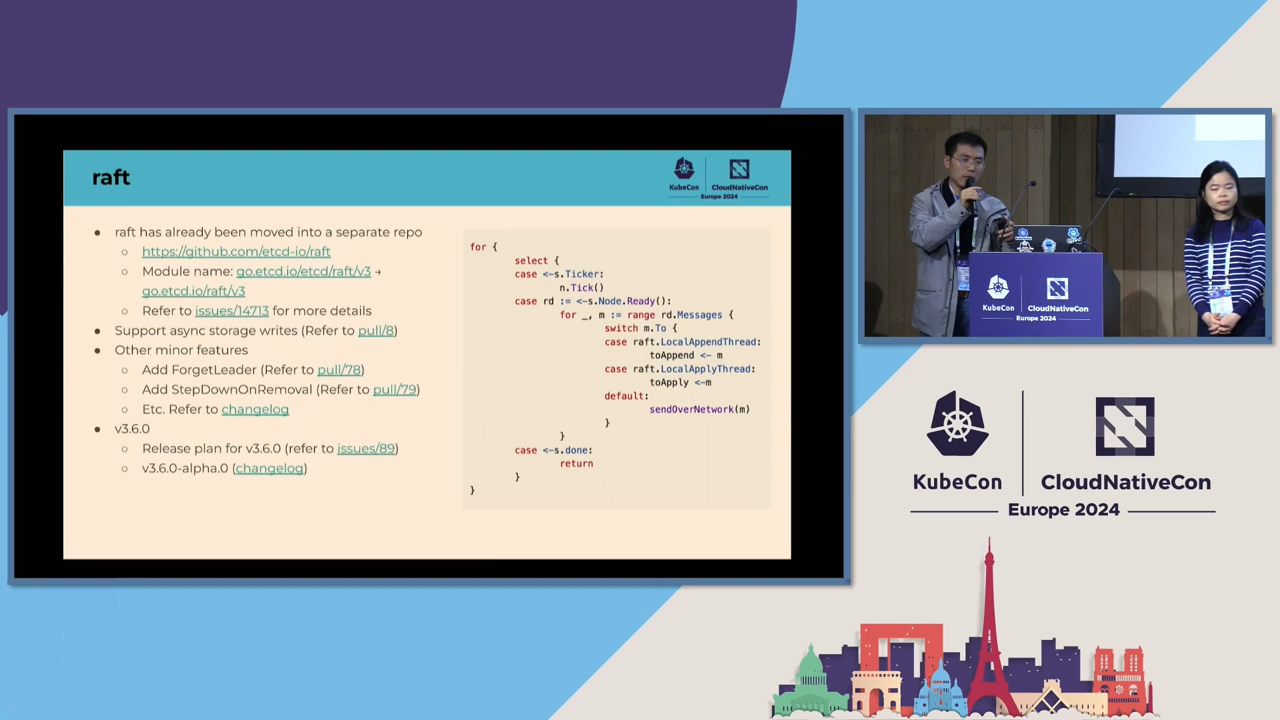 raft
KubeCon
CloudNativeCon
Europe 2024
● raft has already been moved into a separate repo
○ https://github.com/etcd-io/raft
○ Module name: go.etcd.io/etcd/raft/v3 →
go.etcd.io/raft/v3
○ Refer to issues/14713 for more details
● Support async storage writes (Refer to pull/8)
● Other minor features
○ Add ForgetLeader (Refer to pull/78)
○ Add StepDownOnRemoval (Refer to pull/79)
○ Etc. Refer to changelog
● v3.6.0
○ Release plan for v3.6.0 (refer to issues/89)
○ v3.6.0-alpha.0 (changelog)
for {
select {
case <-s.Ticker:
n.Tick()
case rd := <-s.Node.Ready():
for _, m := range rd.Messages {
switch m.To {
case raft.LocalAppendThread:
toAppend <- m
case raft.LocalApplyThread:
toApply <-m
default:
sendOverNetwork(m)
}
}
case <-s.done:
return
}
}
KubeCon
CloudNativeCon
Europe 2024
KubeCon
CloudNativeCon
Europe 2024